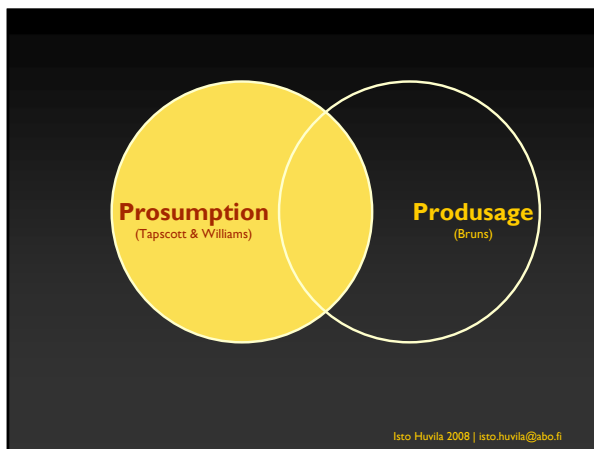 Prosumption
(Tapscott & Williams)
Produsage
(Bruns)
Isto Huvila 2008 | isto.huvila@abo.fi